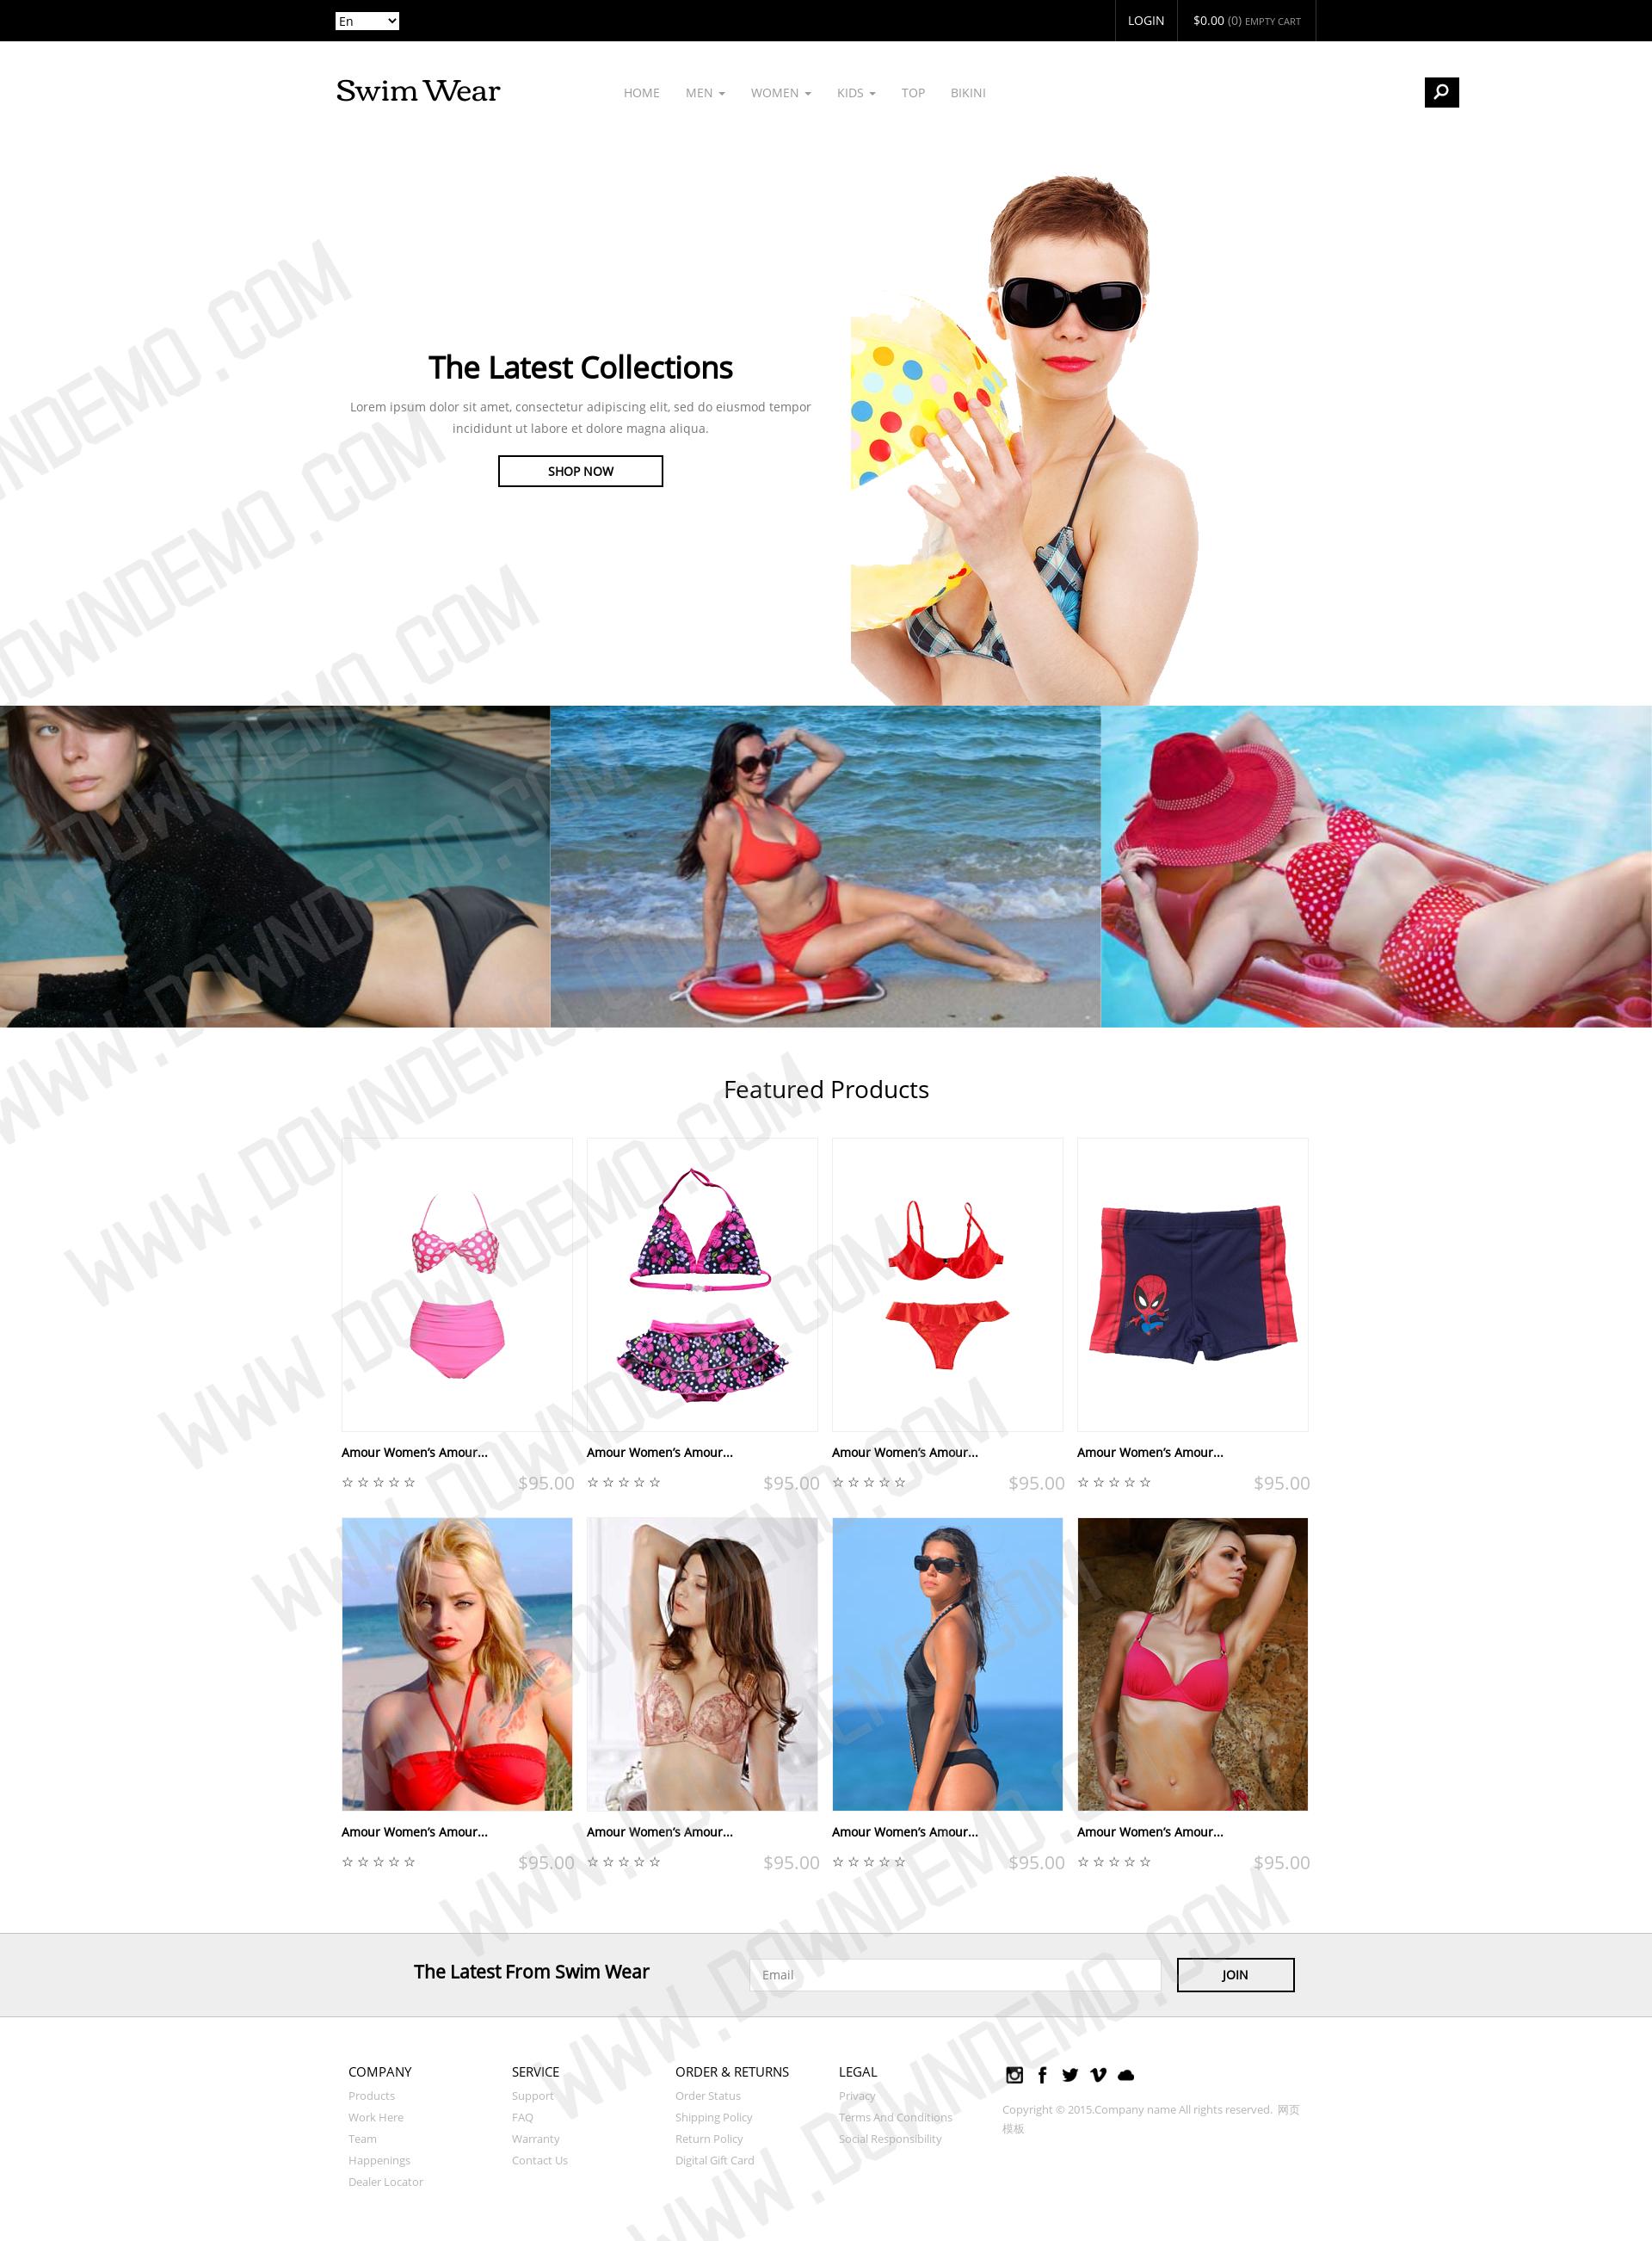 En
LOGIN
$0.00 (0) EMPTY CART
Swim Wear
HOME MEN WOMEN KIDS TOP BIKINI
The Latest Collections
Lorem ipsum dolor sit amet, consectetur adipiscing elit, sed do eiusmod tempor
incididunt ut labore et dolore magna aliqua.
SHOP NOW
Featured Products
Amour Women's Amour...
$95.00
Amour Women's Amour...
$95.00
Amour Women's Amour...
$95.00
Amour Women's Amour...
$95.00
Amour Women's Amour...
$95.00
Amour Women's Amour...
$95.00
Amour Women's Amour...
$95.00
Amour Women's Amour...
$95.00
The Latest From Swim Wear
Email
JOIN
COMPANY
Products
Work Here
Team
Happenings
Dealer Locator
SERVICE
Support
FAQ
Warranty
Contact Us
ORDER & RETURNS
Order Status
Shipping Policy
Return Policy
Digital Gift Card
LEGAL
Privacy
Terms And Conditions
Social Responsibility
Copyright © 2015.Company name All rights reserved. 网页
模板
WWW.DOWNDEMO.COM